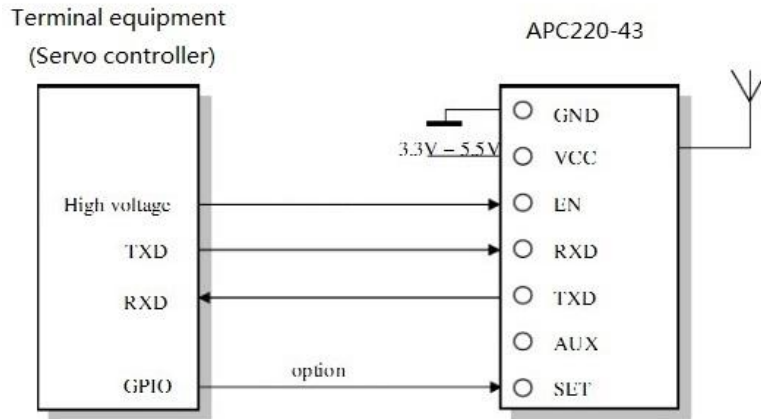 Terminal equipment
(Servo controller)
APC220-43
GND
3.3V – 5.5V
VCC
High voltage
EN
TXD
RXD
RXD
TXD
AUX
GPIO
option
SET